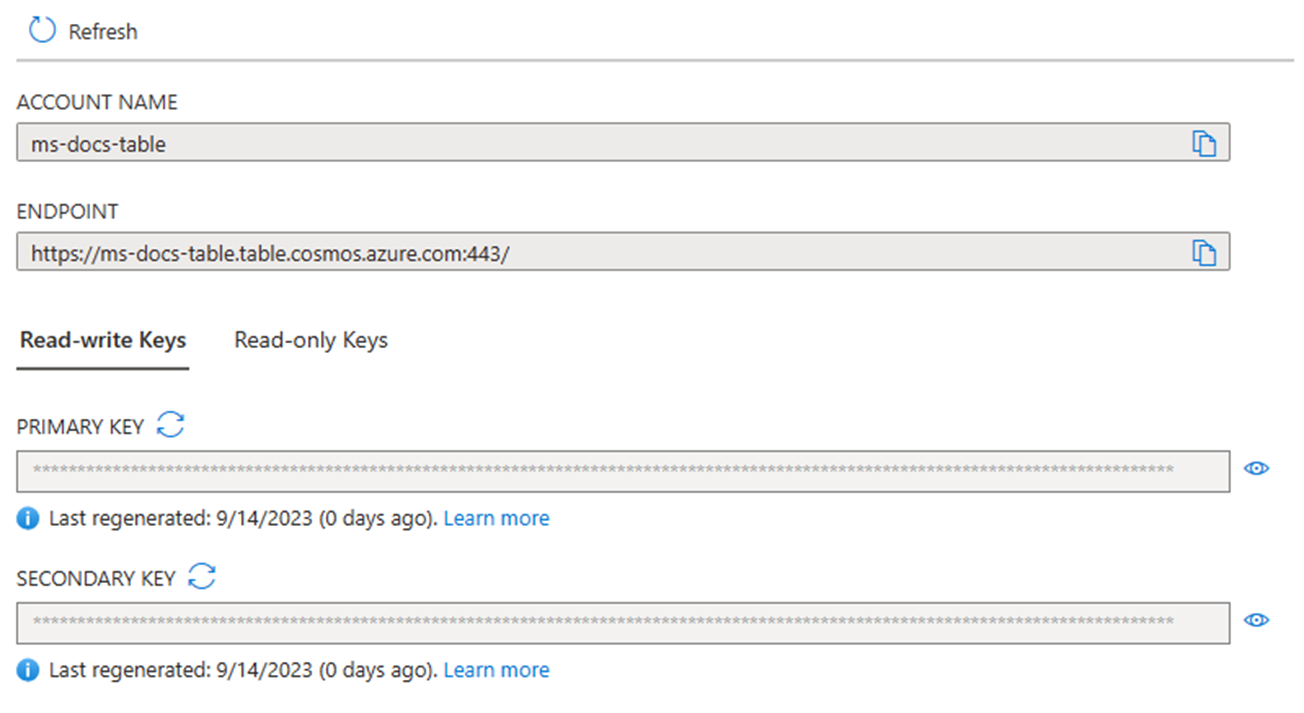 Refresh
ACCOUNT NAME
ms-docs-table
ENDPOINT
https://ms-docs-table.table.cosmos.azure.com:443/
Read-write Keys Read-only Keys
PRIMARY KEY
Last regenerated: 9/14/2023 (0 days ago). Learn more
SECONDARY KEY
Last regenerated: 9/14/2023 (0 days ago). Learn more